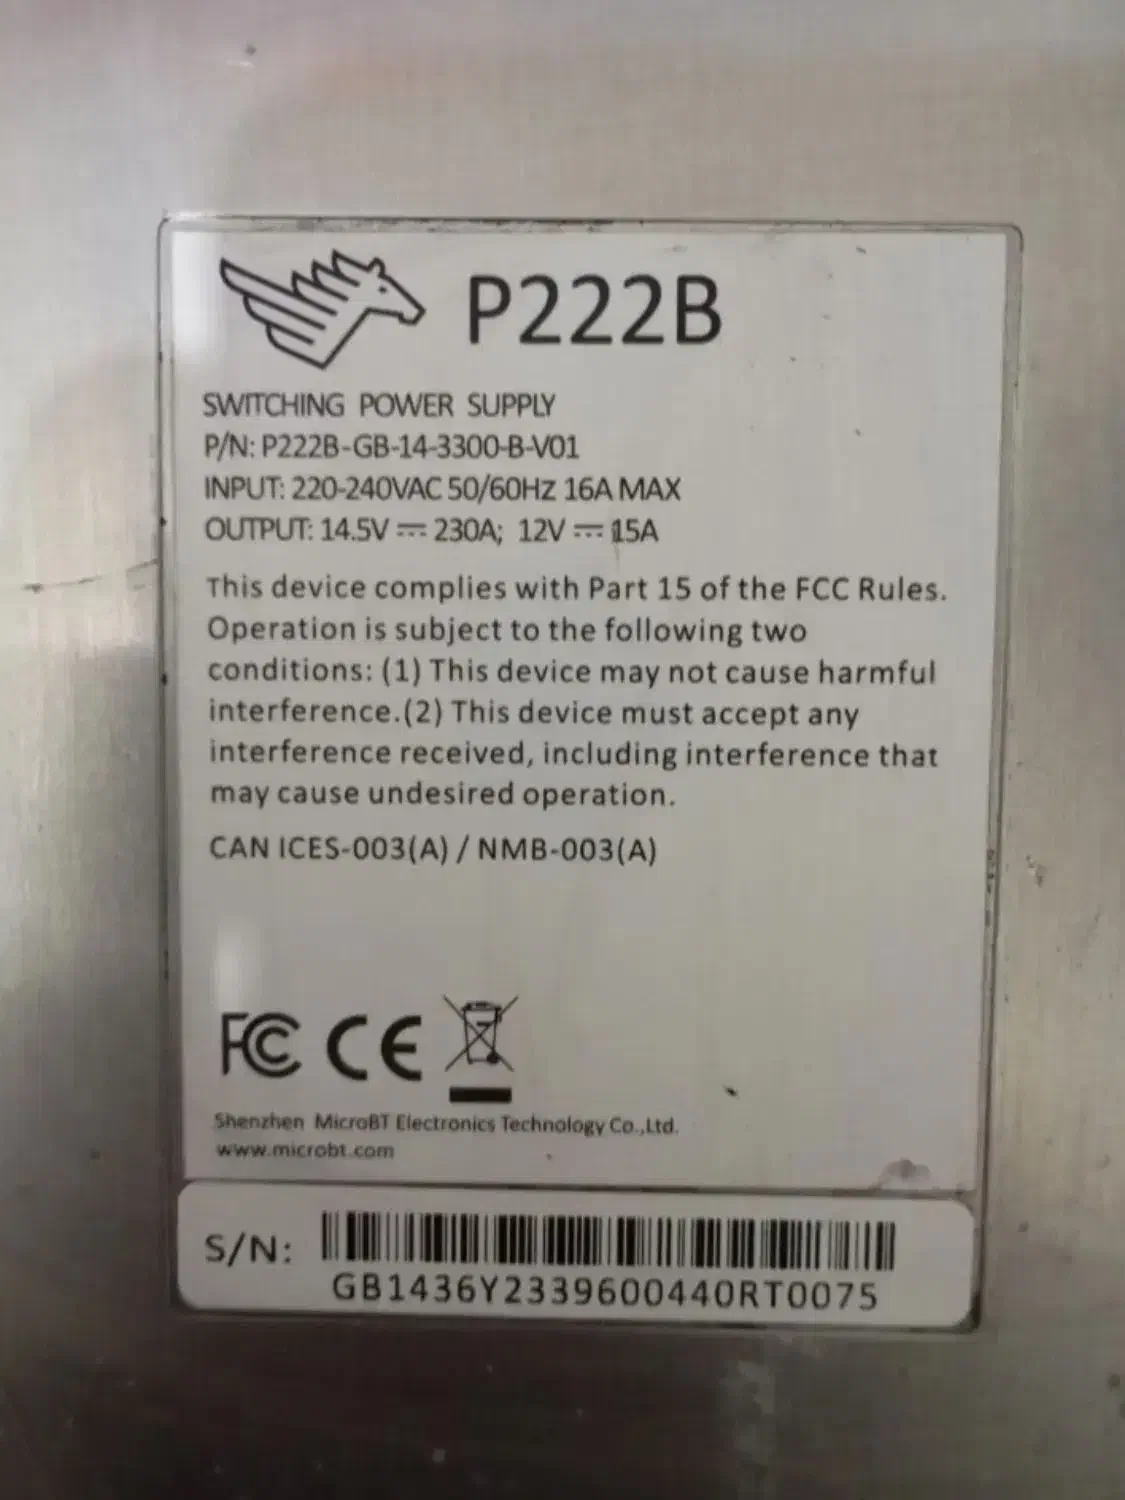 P222B
SWITCHING POWER SUPPLY
P/N: P222B-GB-14-3300-B-V01
INPUT: 220-240VAC 50/60Hz 16A MAX
OUTPUT: 14.5V ⎓ 230A; 12V ⎓ 15A
This device complies with Part 15 of the FCC Rules.
Operation is subject to the following two
conditions: (1) This device may not cause harmful
interference.(2) This device must accept any
interference received, including interference that
may cause undesired operation.
CAN ICES-003(A) / NMB-003(A)
FC CE
Shenzhen MicroBT Electronics Technology Co.,Ltd.
www.microbt.com
S/N:
GB1436Y2339600440RT0075